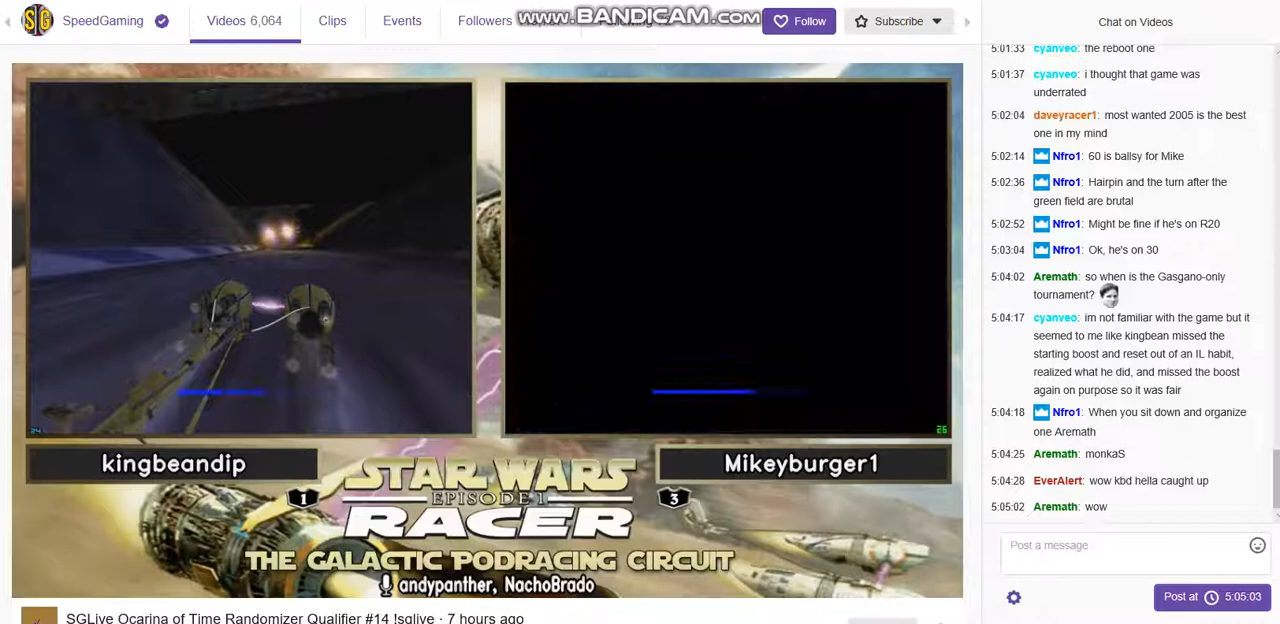 www.BANDICAM.com
SpeedGaming
Videos 6,064
Clips
Events
Followers
Follow
Subscribe
Chat on Videos
5:01:33 cyanveo: the reboot one
5:01:37 cyanveo: i thought that game was
underrated
5:02:04 daveyracer1: most wanted 2005 is the best
one in my mind
5:02:14 Nfro1: 60 is ballsy for Mike
5:02:36 Nfro1: Hairpin and the turn after the
green field are brutal
5:02:52 Nfro1: Might be fine if he's on R20
5:03:04 Nfro1: Ok, he's on 30
5:04:02 Aremath: so when is the Gasgano-only
tournament?
5:04:17 cyanveo: im not familiar with the game but it
seemed to me like kingbean missed the
starting boost and reset out of an IL habit,
realized what he did, and missed the boost
again on purpose so it was fair
5:04:18 Nfro1: When you sit down and organize
one Aremath
5:04:25 Aremath: monkaS
5:04:28 EverAlert: wow kbd hella caught up
5:05:02 Aremath: wow
Post a message
Post at 5:05:03
SG
24
25
kingbeandip
Mikeyburger1
1
3
STAR WARS
EPISODE I
RACER
THE GALACTIC PODRACING CIRCUIT
andypanther, NachoBrado
SGLive Ocarina of Time Randomizer Qualifier #14 !sglive · 7 hours ago